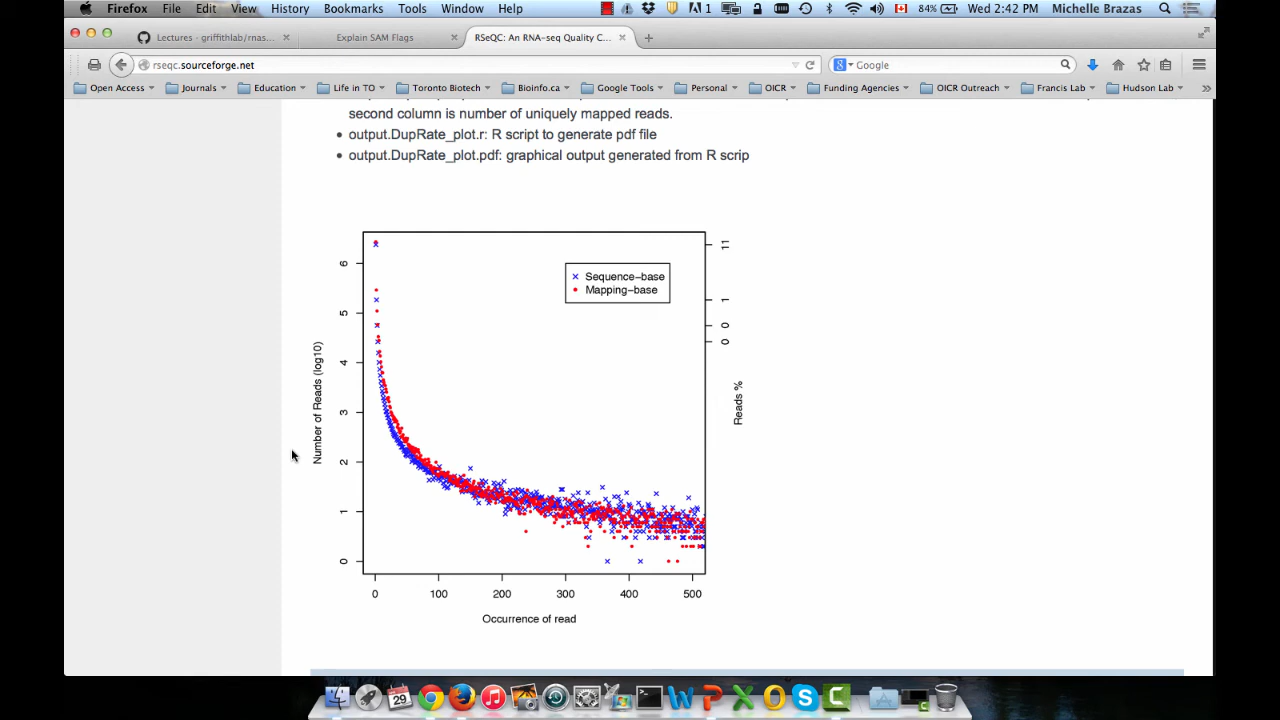 Firefox File Edit View History Bookmarks Tools Window Help 1 84% Wed 2:42 PM Michelle Brazas
Lectures - griffithlab/rnas... Explain SAM Flags RSeQC: An RNA-seq Quality C...
rseqc.sourceforge.net Google
Open Access Journals Education Life in TO Toronto Biotech Bioinfo.ca Google Tools Personal OICR Funding Agencies OICR Outreach Francis Lab Hudson Lab
second column is number of uniquely mapped reads.
output.DupRate_plot.r: R script to generate pdf file
output.DupRate_plot.pdf: graphical output generated from R scrip
Sequence-base
Mapping-base
Number of Reads (log10)
6
5
4
3
2
1
0
11
1
0
0
Reads %
0 100 200 300 400 500
Occurrence of read
29